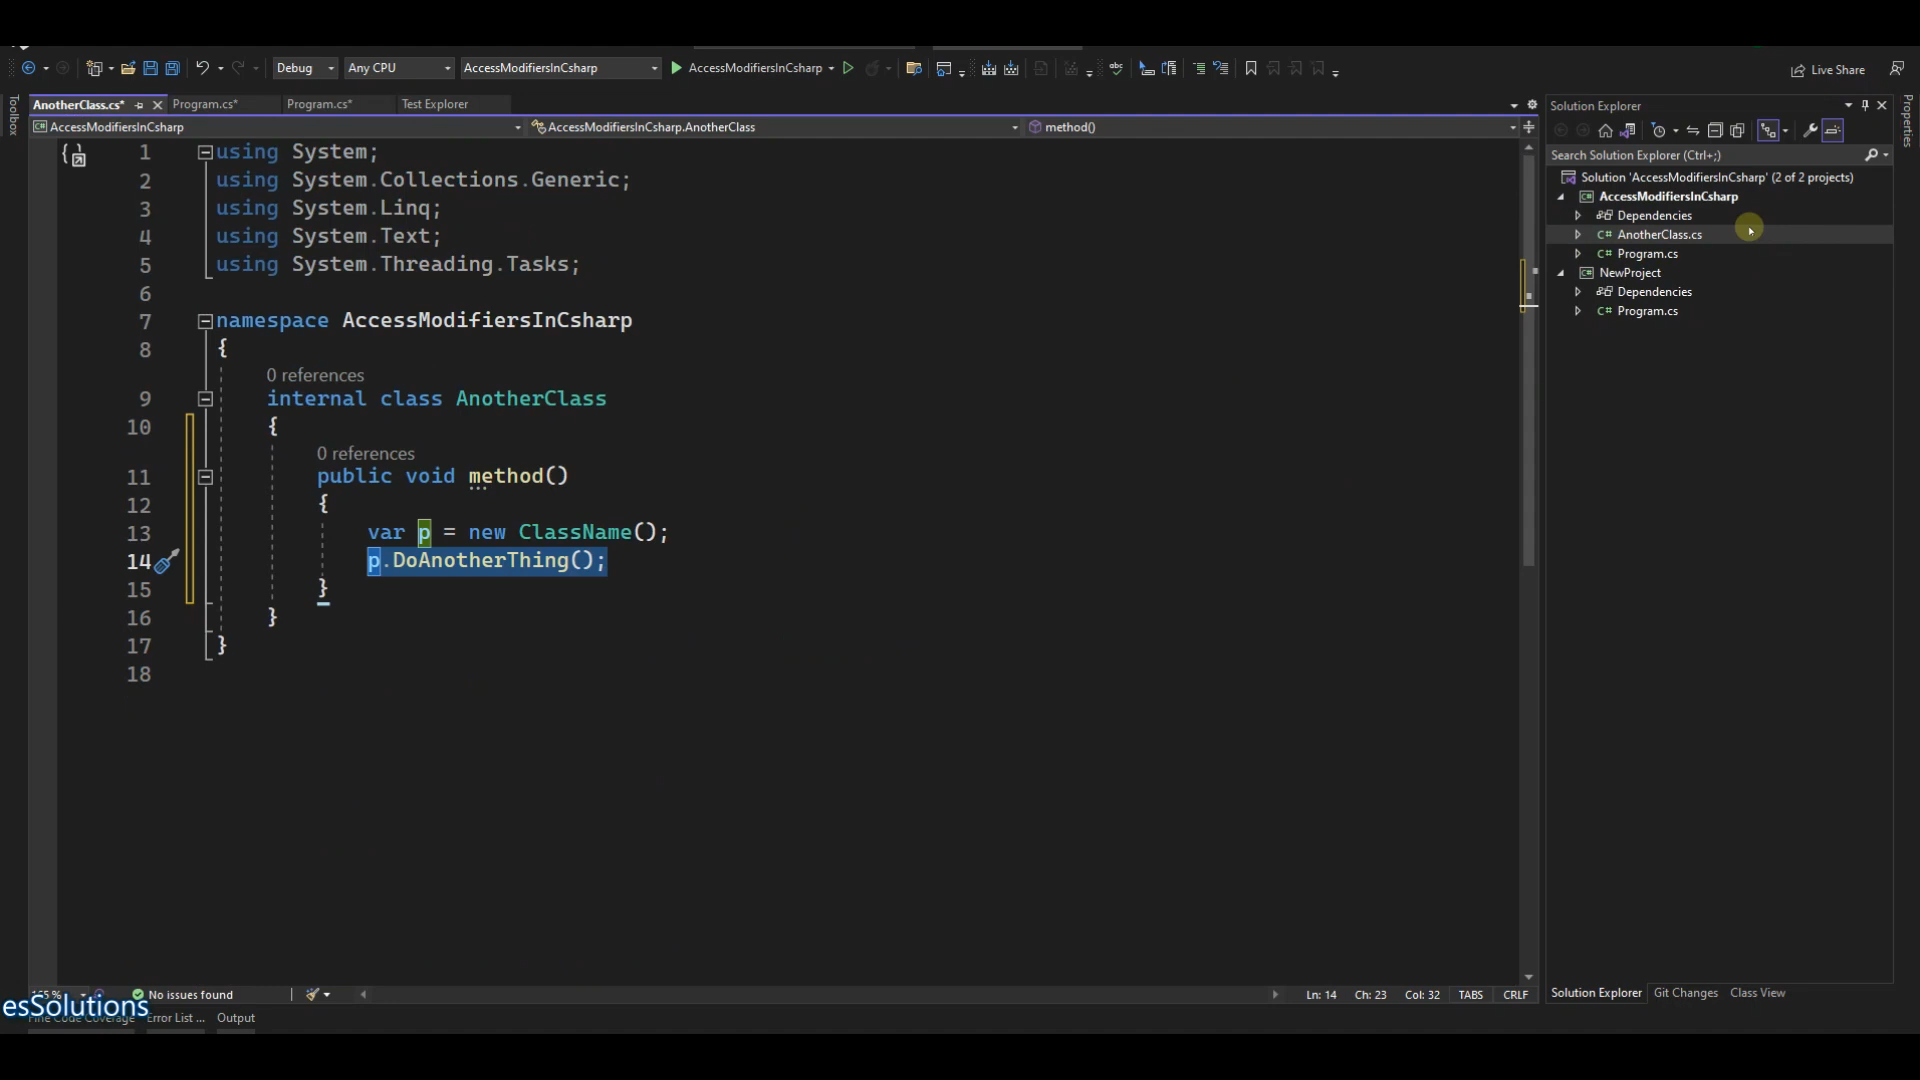 Debug Any CPU AccessModifiersInCsharp AccessModifiersInCsharp Live Share
AnotherClass.cs* Program.cs* Program.cs* Test Explorer
AccessModifiersInCsharp AccessModifiersInCsharp.AnotherClass method()
Toolbox
1 using System;
2 using System.Collections.Generic;
3 using System.Linq;
4 using System.Text;
5 using System.Threading.Tasks;
6
7 namespace AccessModifiersInCsharp
8 {
0 references
9 internal class AnotherClass
10 {
0 references
11 public void method()
12 {
13 var p = new ClassName();
14 p.DoAnotherThing();
15 }
16 }
17 }
18
Solution Explorer
Search Solution Explorer (Ctrl+;)
Solution 'AccessModifiersInCsharp' (2 of 2 projects)
AccessModifiersInCsharp
Dependencies
C# AnotherClass.cs
C# Program.cs
NewProject
Dependencies
C# Program.cs
Properties
No issues found Ln: 14 Ch: 23 Col: 32 TABS CRLF
Solution Explorer Git Changes Class View
esSolutions
Error List ... Output